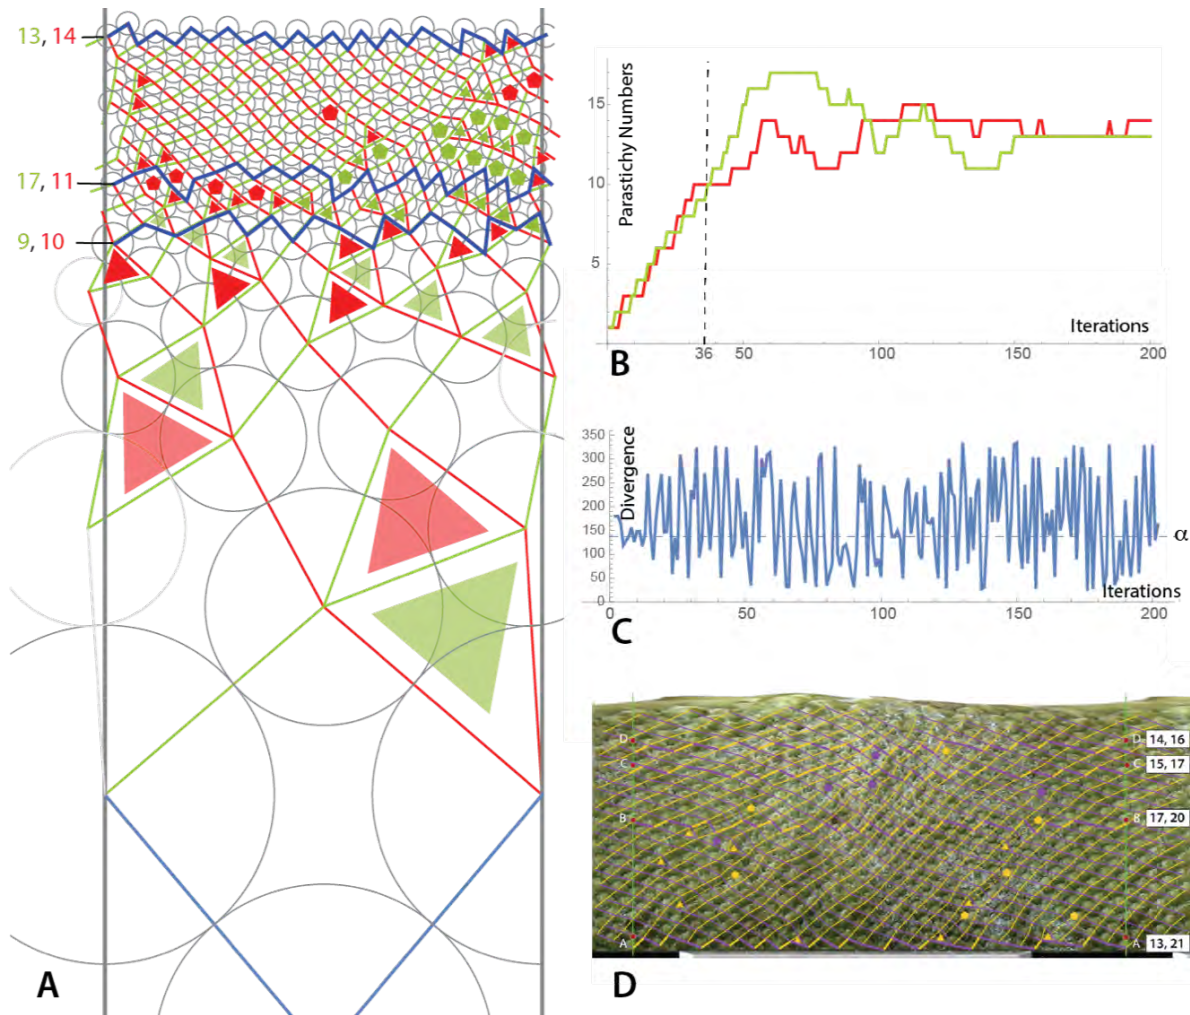 13, 14
17, 11
9, 10
A
Parastichy Numbers
15
10
5
Iterations
36
50
100
150
200
B
Divergence
350
300
250
200
150
100
50
0
α
Iterations
0
50
100
150
200
C
D
D
14, 16
C
C
15, 17
B
B
17, 20
A
A
13, 21
D